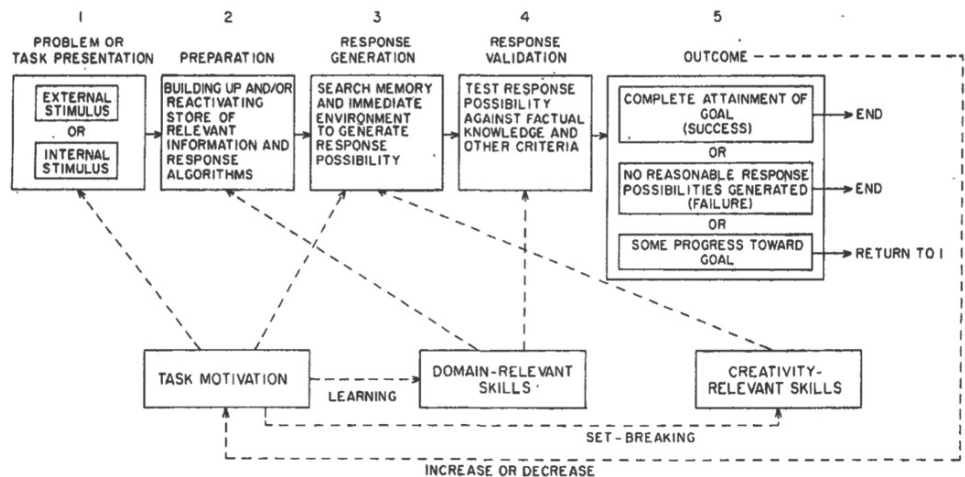 1
2
3
4
5
PROBLEM OR
TASK PRESENTATION
PREPARATION
RESPONSE
GENERATION
RESPONSE
VALIDATION
OUTCOME
EXTERNAL
STIMULUS
OR
INTERNAL
STIMULUS
BUILDING UP AND/OR
REACTIVATING
STORE OF
RELEVANT
INFORMATION AND
RESPONSE
ALGORITHMS
SEARCH MEMORY
AND IMMEDIATE
ENVIRONMENT
TO GENERATE
RESPONSE
POSSIBILITY
TEST RESPONSE
POSSIBILITY
AGAINST FACTUAL
KNOWLEDGE AND
OTHER CRITERIA
COMPLETE ATTAINMENT OF
GOAL
(SUCCESS)
END
OR
NO REASONABLE RESPONSE
POSSIBILITIES GENERATED
(FAILURE)
END
OR
SOME PROGRESS TOWARD
GOAL
RETURN TO 1
TASK MOTIVATION
LEARNING
DOMAIN-RELEVANT
SKILLS
CREATIVITY-
RELEVANT SKILLS
SET-BREAKING
INCREASE OR DECREASE